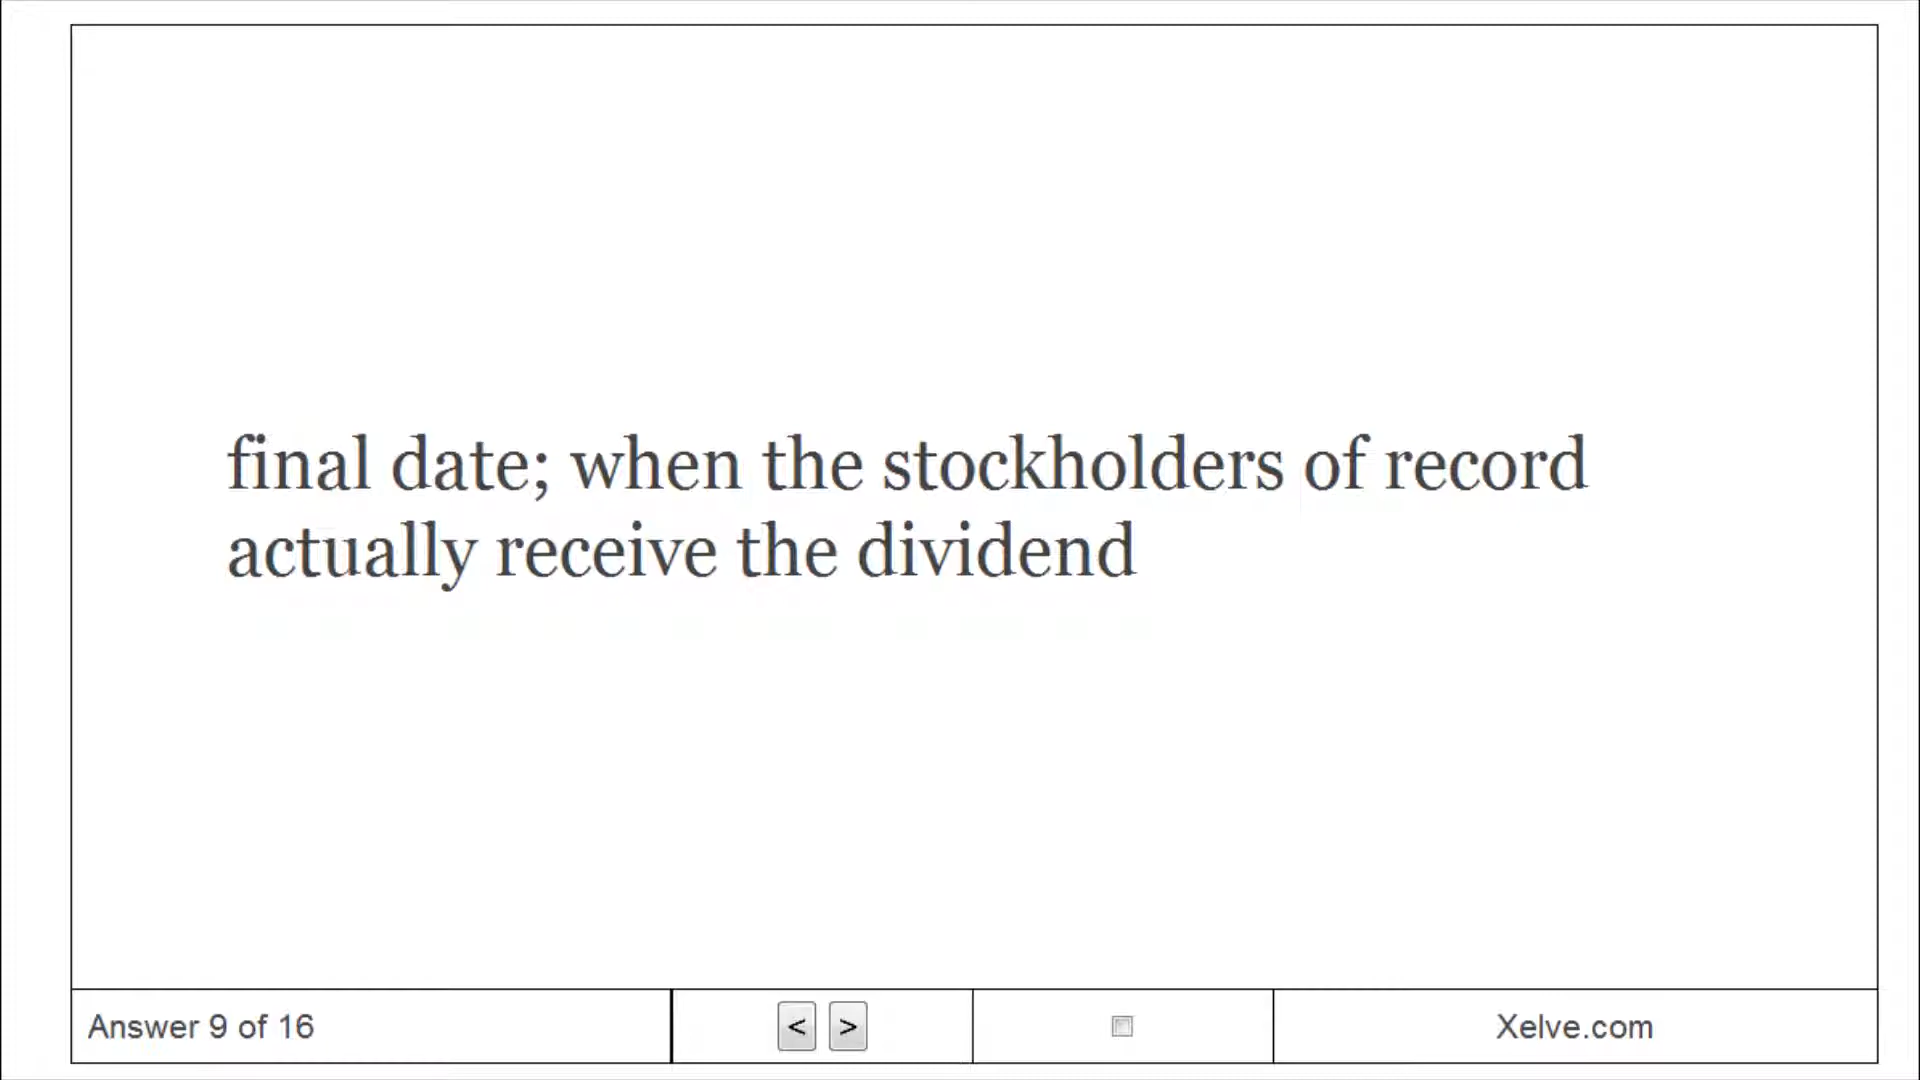 final date; when the stockholders of record
actually receive the dividend
Answer 9 of 16
< >
Xelve.com